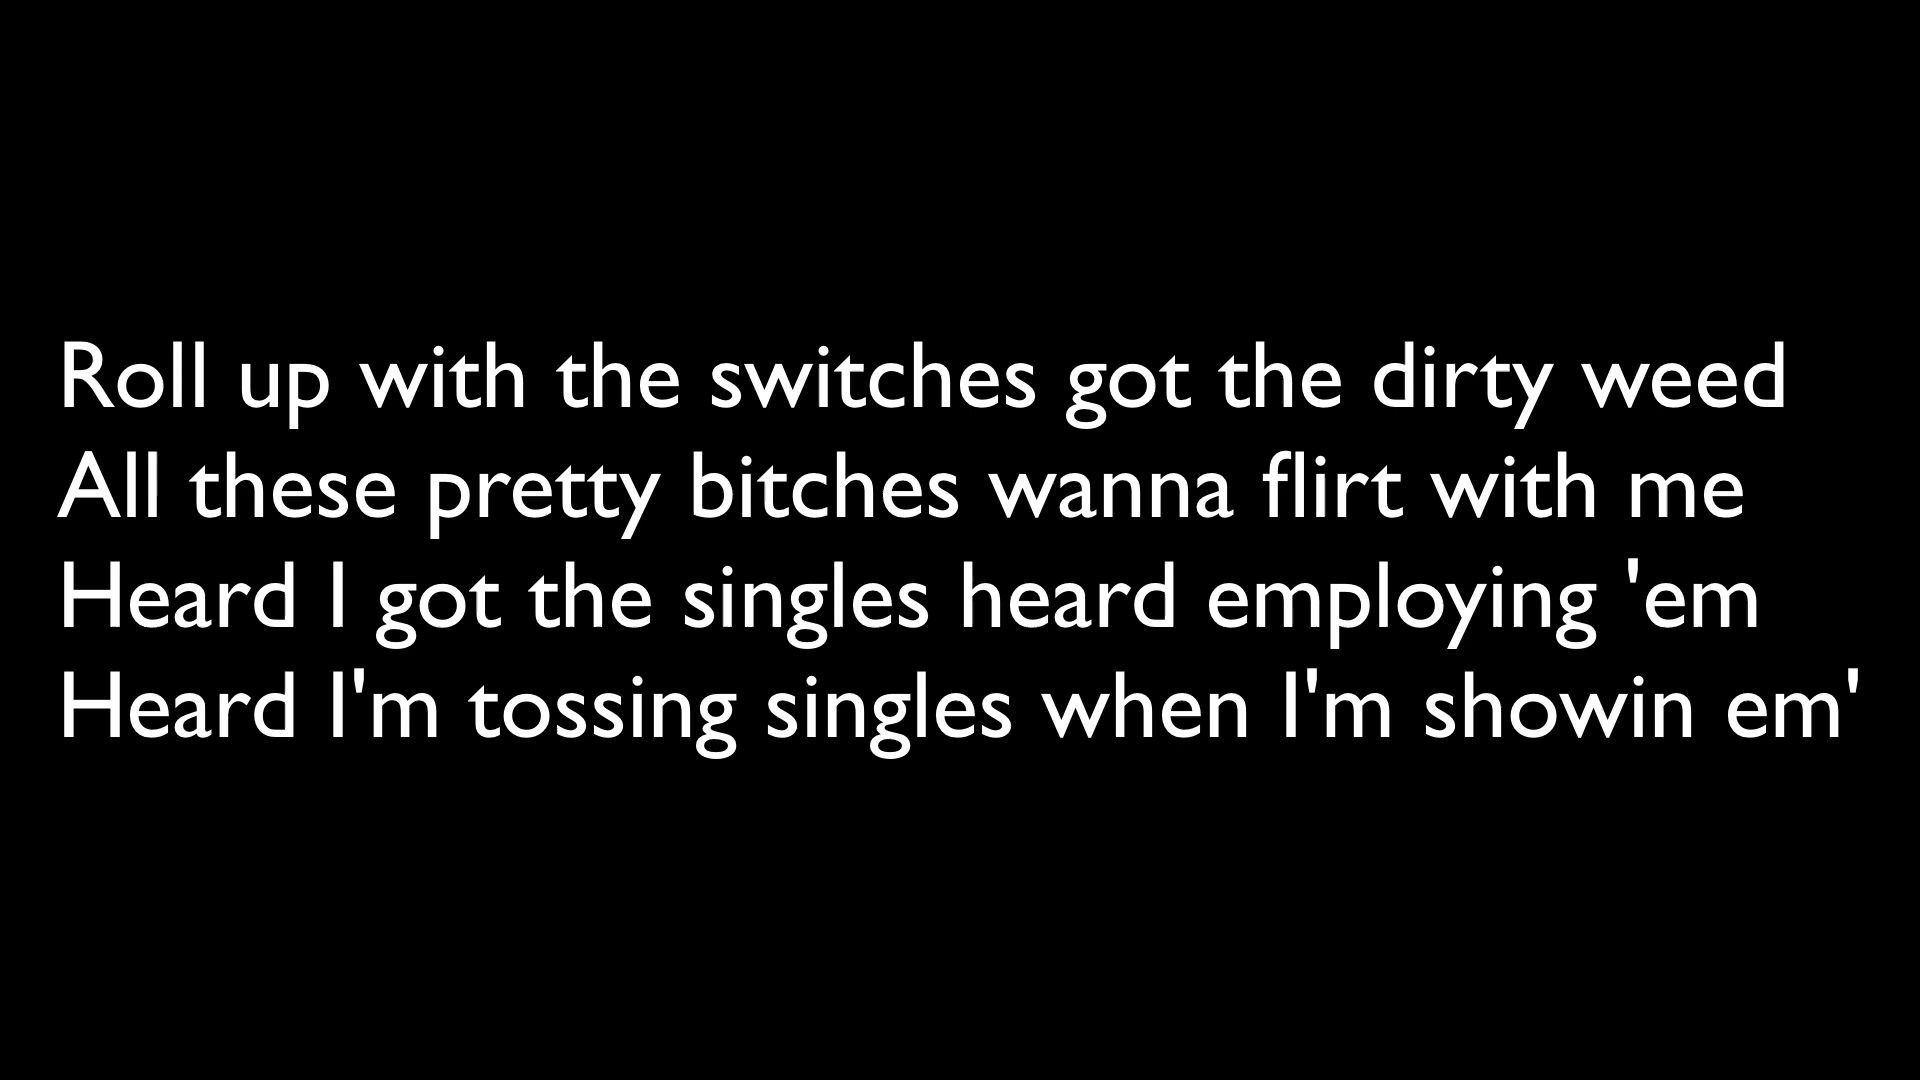 Roll up with the switches got the dirty weed
All these pretty bitches wanna flirt with me
Heard I got the singles heard employing 'em
Heard I'm tossing singles when I'm showin em'